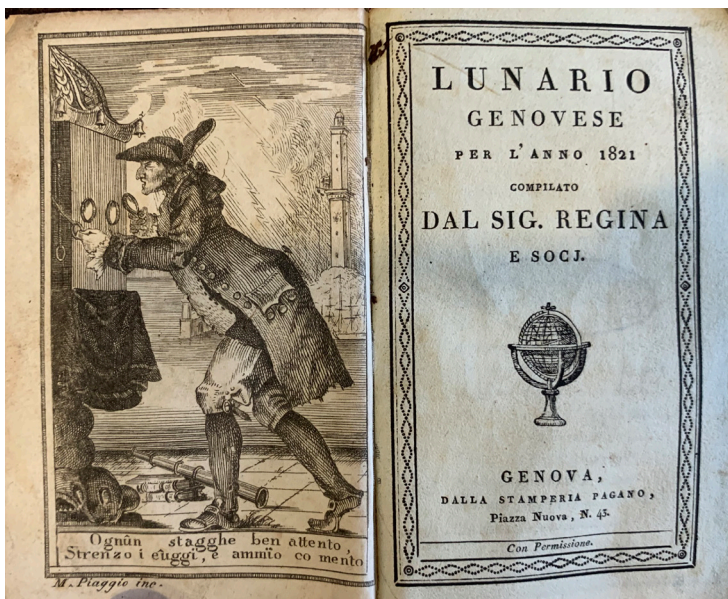 Ognûn stagghe ben attento,
Strenzo i eûggi, e ammïo co mento
M. Piaggio inc.
LUNARIO
GENOVESE
PER L'ANNO 1821
COMPILATO
DAL SIG. REGINA
E SOCJ.
GENOVA,
DALLA STAMPERIA PAGANO,
Piazza Nuova, N. 43.
Con Permissione.